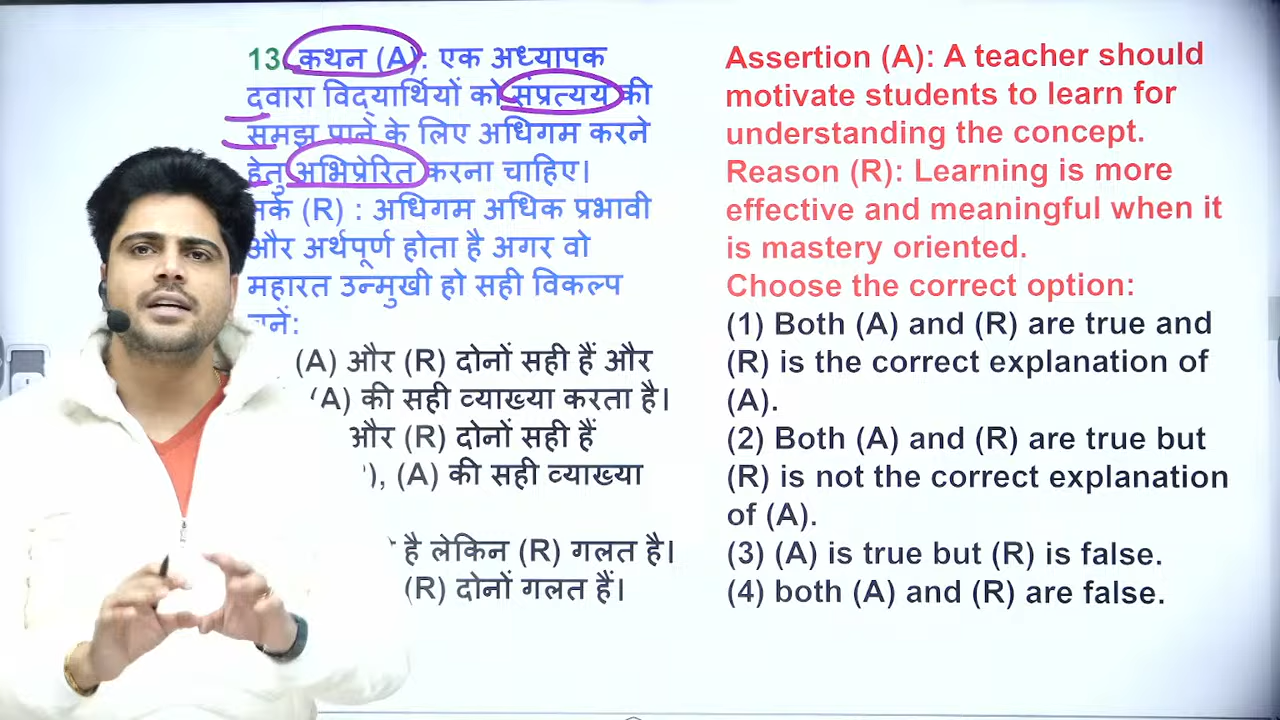 13. कथन (A): एक अध्यापक
द्वारा विद्यार्थियों को संप्रत्यय की
समझ पाने के लिए अधिगम करने
हेतु अभिप्रेरित करना चाहिए।
(R) : अधिगम अधिक प्रभावी
और अर्थपूर्ण होता है अगर वो
महारत उन्मुखी हो सही विकल्प
(A) और (R) दोनों सही हैं और
(A) की सही व्याख्या करता है।
और (R) दोनों सही हैं
(A) की सही व्याख्या
है लेकिन (R) गलत है।
(R) दोनों गलत हैं।
Assertion (A): A teacher should
motivate students to learn for
understanding the concept.
Reason (R): Learning is more
effective and meaningful when it
is mastery oriented.
Choose the correct option:
(1) Both (A) and (R) are true and
(R) is the correct explanation of
(A).
(2) Both (A) and (R) are true but
(R) is not the correct explanation
of (A).
(3) (A) is true but (R) is false.
(4) both (A) and (R) are false.